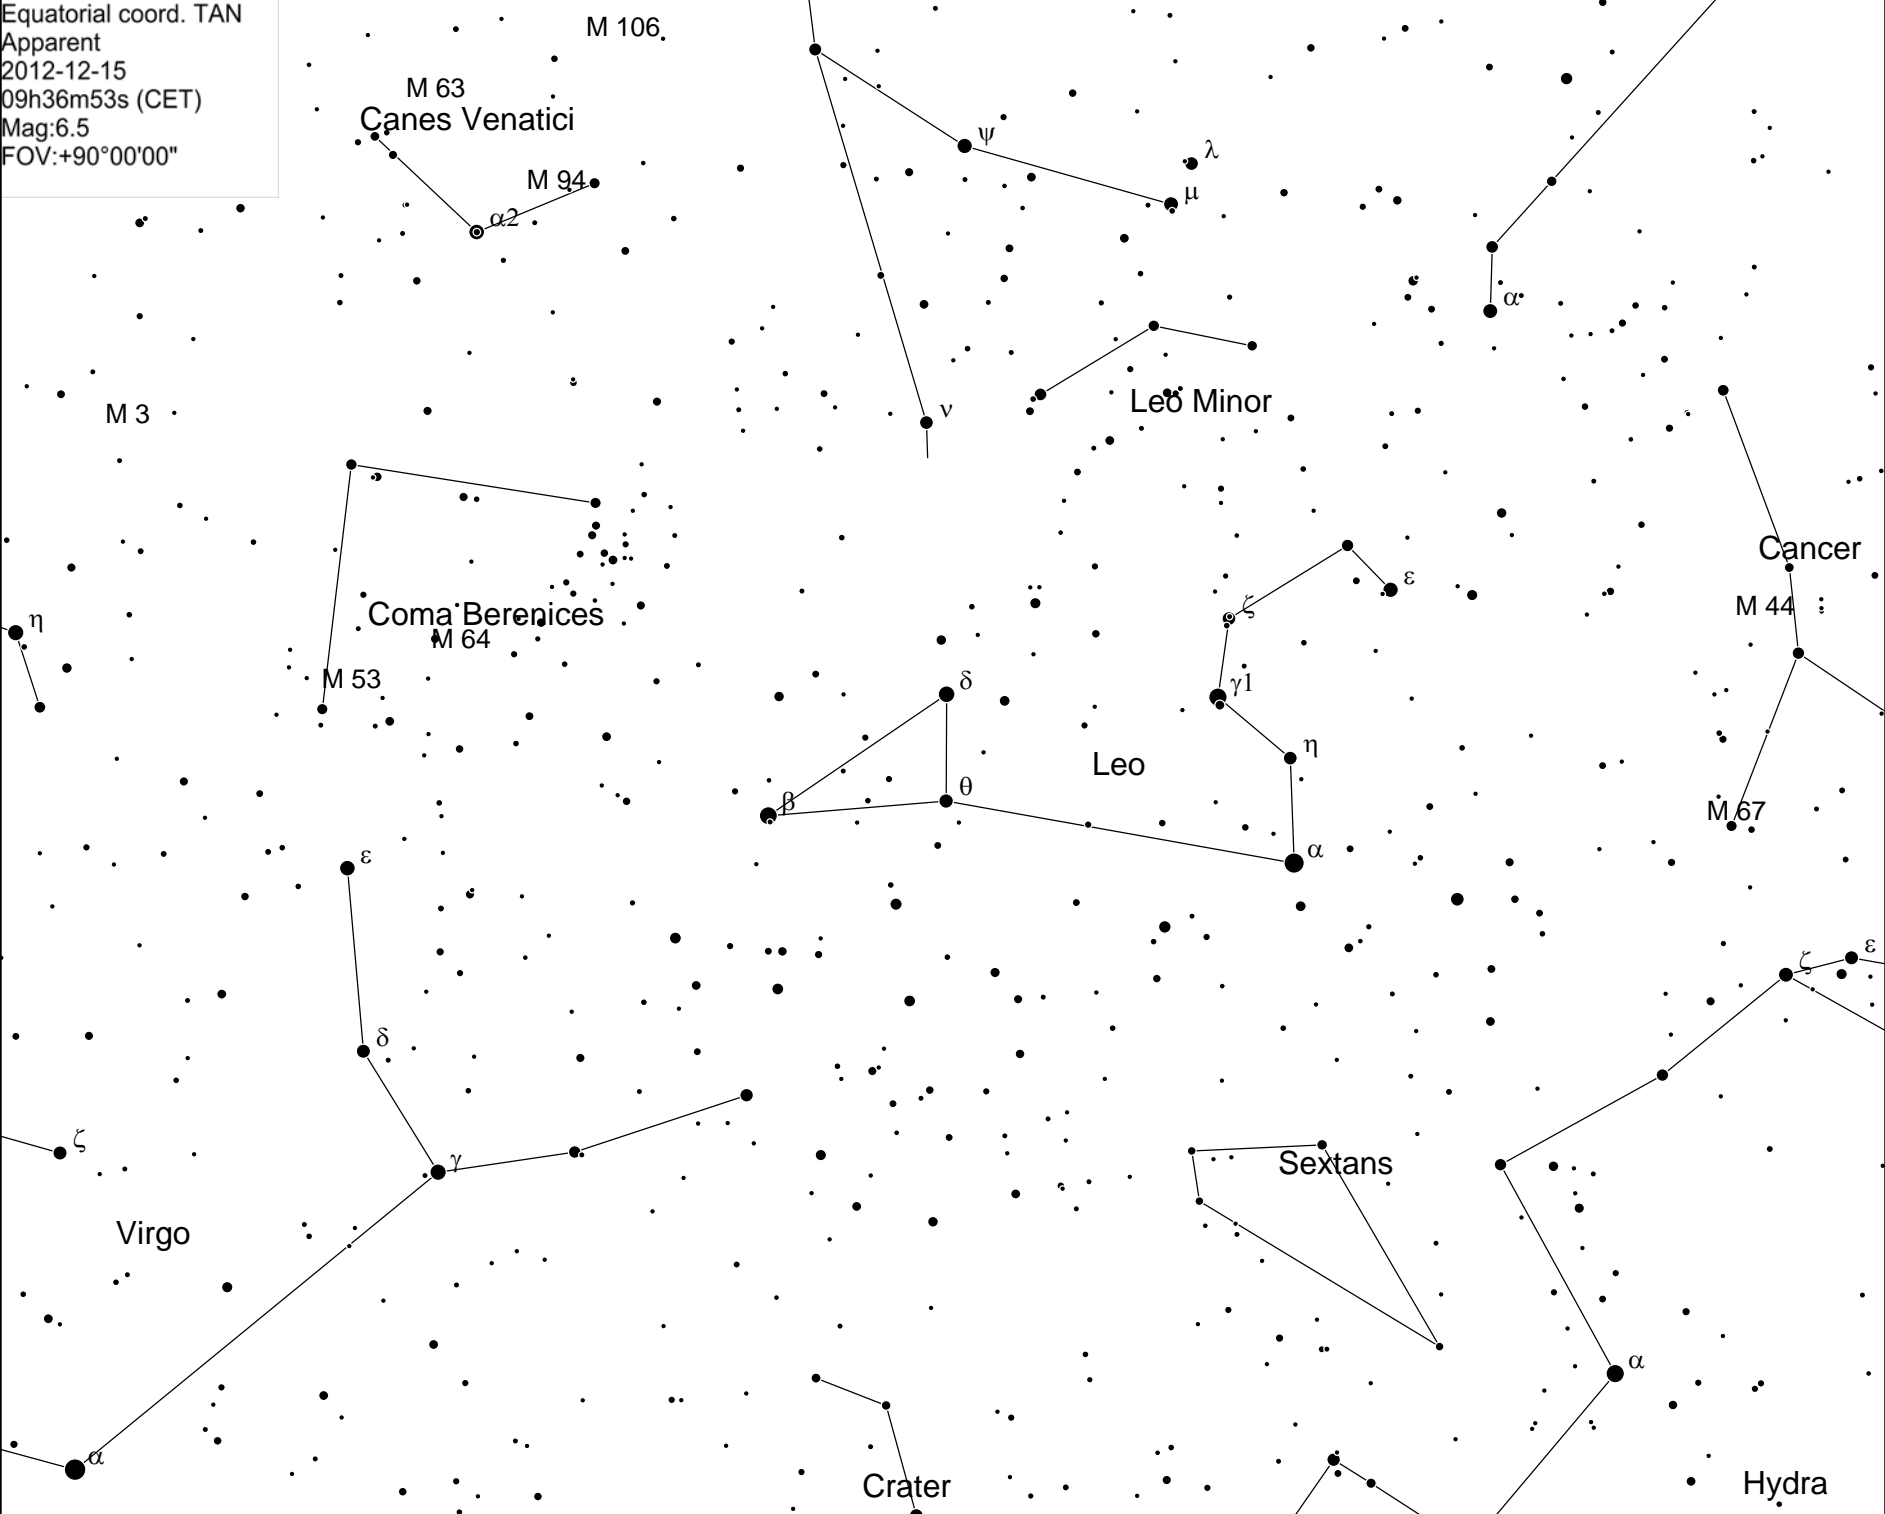 Equatorial coord. TAN
Apparent
2012-12-15
09h36m53s (CET)
Mag:6.5
FOV:+90°00'00"
M 106
M 63
Canes Venatici
ψ
λ
M 94
μ
α2
α
Leo Minor
M 3
ν
Cancer
ε
M 44
ζ
Coma Berenices
η
M 64
M 53
δ
γ1
η
Leo
θ
β
M 67
α
ε
ε
ζ
δ
ζ
γ
Sextans
Virgo
α
α
Crater
Hydra